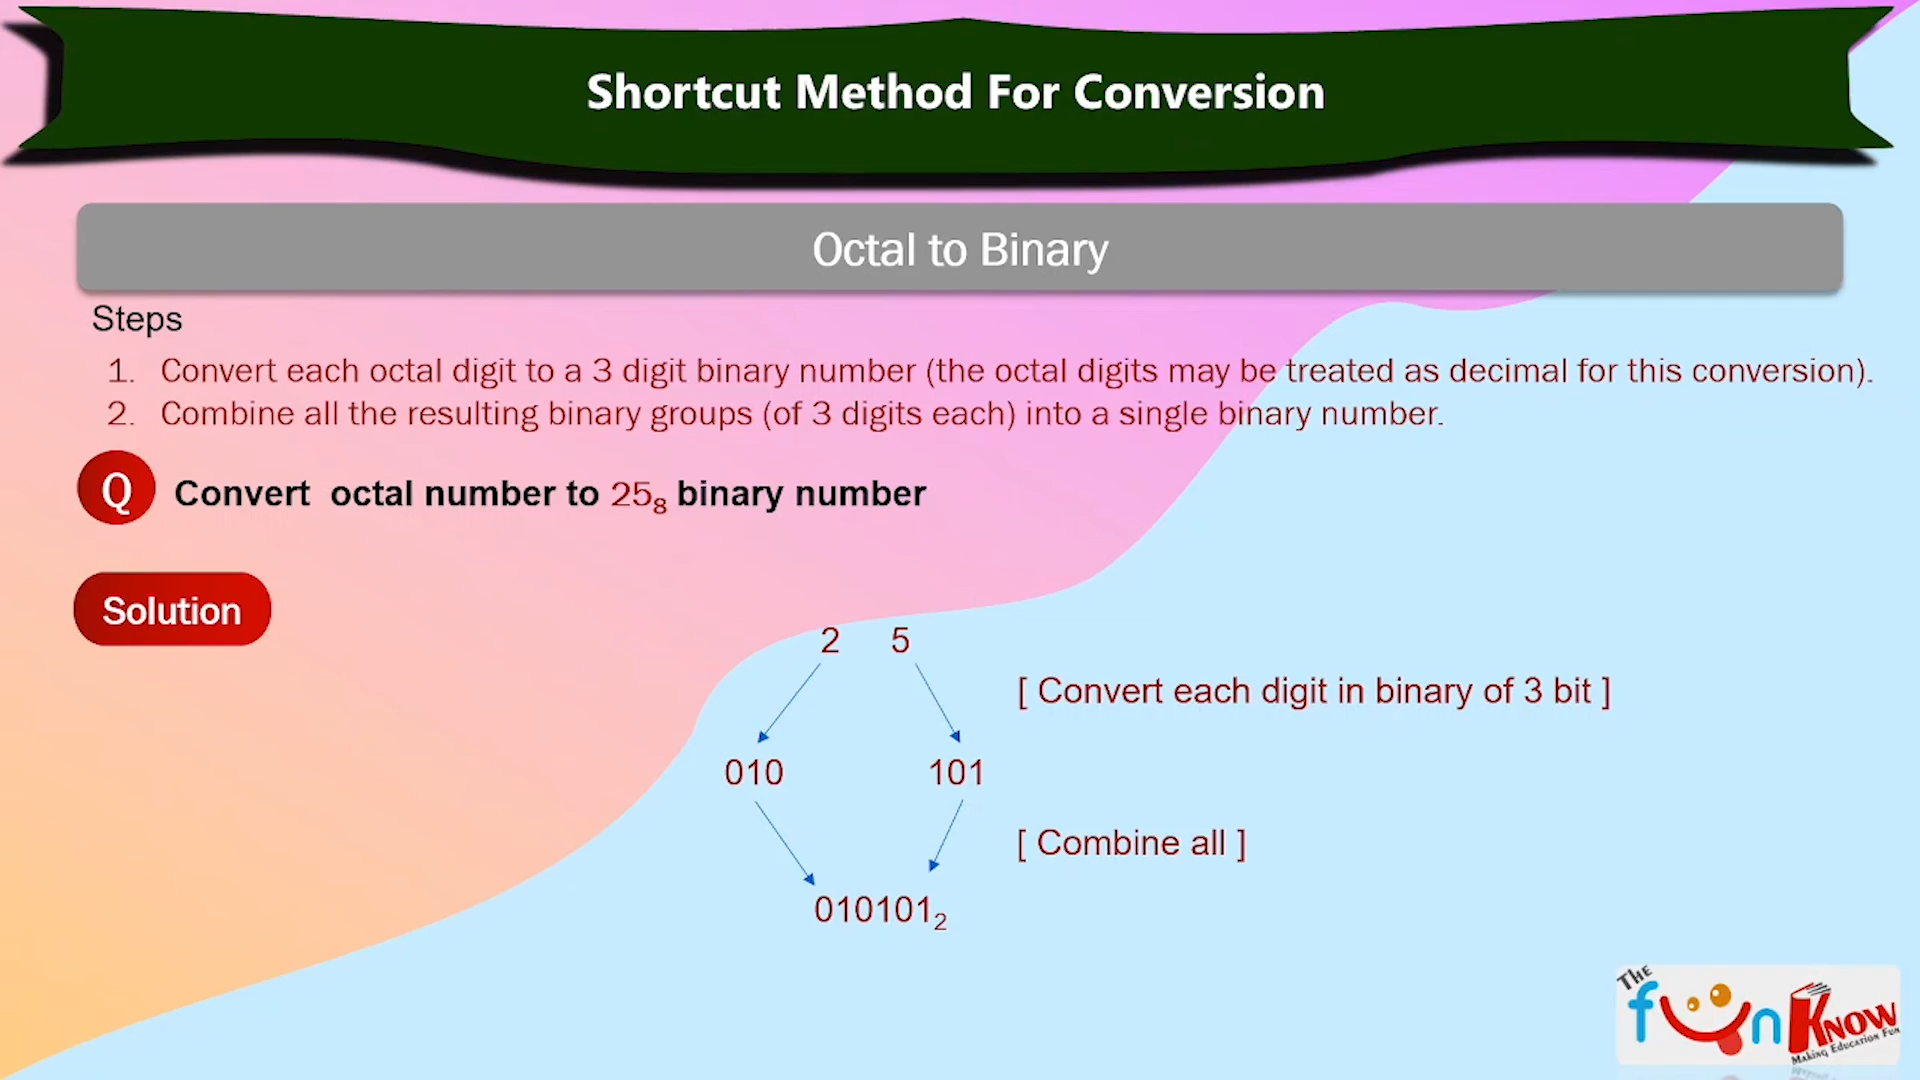 Shortcut Method For Conversion
Octal to Binary
Steps
1. Convert each octal digit to a 3 digit binary number (the octal digits may be treated as decimal for this conversion).
2. Combine all the resulting binary groups (of 3 digits each) into a single binary number.
Q Convert octal number to 25₈ binary number
Solution
2 5
[ Convert each digit in binary of 3 bit ]
010 101
[ Combine all ]
010101₂
The
fun Know
Making Education Fun